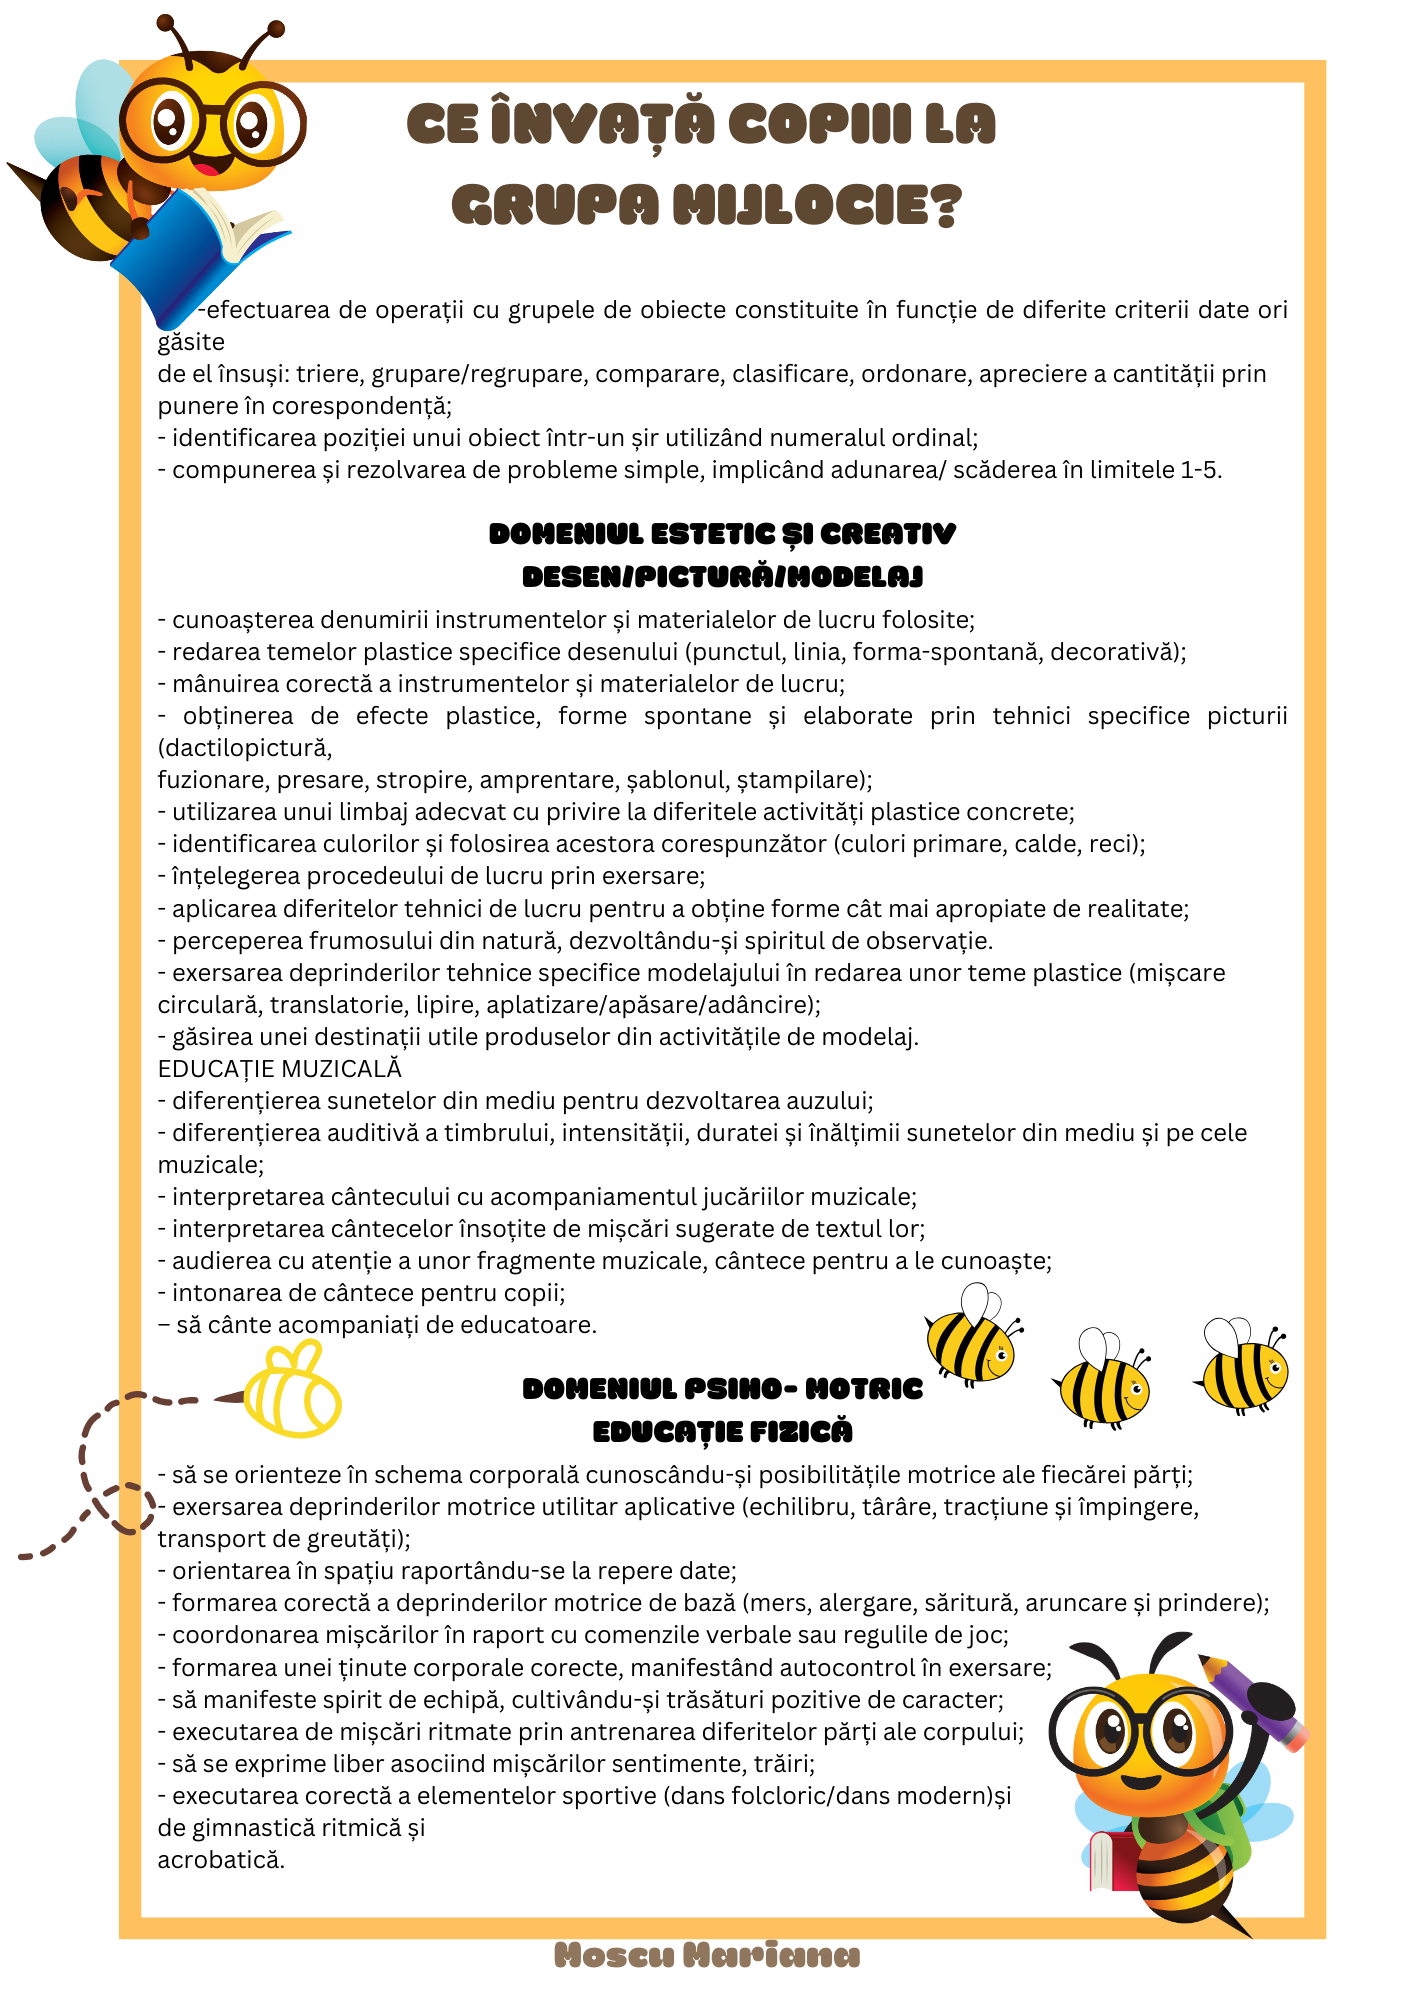 CE ÎNVAȚĂ COPIII LA
GRUPA MIJLOCIE?
-efectuarea de operații cu grupele de obiecte constituite în funcție de diferite criterii date ori
găsite
de el însuși: triere, grupare/regrupare, comparare, clasificare, ordonare, apreciere a cantității prin
punere în corespondență;
- identificarea poziției unui obiect într-un șir utilizând numeralul ordinal;
- compunerea și rezolvarea de probleme simple, implicând adunarea/ scăderea în limitele 1-5.
DOMENIUL ESTETIC ȘI CREATIV
DESEN/PICTURĂ/MODELAJ
- cunoașterea denumirii instrumentelor și materialelor de lucru folosite;
- redarea temelor plastice specifice desenului (punctul, linia, forma-spontană, decorativă);
- mânuirea corectă a instrumentelor și materialelor de lucru;
- obținerea de efecte plastice, forme spontane și elaborate prin tehnici specifice picturii
(dactilopictură,
fuzionare, presare, stropire, amprentare, șablonul, ștampilare);
- utilizarea unui limbaj adecvat cu privire la diferitele activități plastice concrete;
- identificarea culorilor și folosirea acestora corespunzător (culori primare, calde, reci);
- înțelegerea procedeului de lucru prin exersare;
- aplicarea diferitelor tehnici de lucru pentru a obține forme cât mai apropiate de realitate;
- perceperea frumosului din natură, dezvoltându-și spiritul de observație.
- exersarea deprinderilor tehnice specifice modelajului în redarea unor teme plastice (mișcare
circulară, translatorie, lipire, aplatizare/apăsare/adâncire);
- găsirea unei destinații utile produselor din activitățile de modelaj.
EDUCAȚIE MUZICALĂ
- diferențierea sunetelor din mediu pentru dezvoltarea auzului;
- diferențierea auditivă a timbrului, intensității, duratei și înălțimii sunetelor din mediu și pe cele
muzicale;
- interpretarea cântecului cu acompaniamentul jucăriilor muzicale;
- interpretarea cântecelor însoțite de mișcări sugerate de textul lor;
- audierea cu atenție a unor fragmente muzicale, cântece pentru a le cunoaște;
- intonarea de cântece pentru copii;
– să cânte acompaniați de educatoare.
DOMENIUL PSIHO- MOTRIC
EDUCAȚIE FIZICĂ
- să se orienteze în schema corporală cunoscându-și posibilitățile motrice ale fiecărei părți;
- exersarea deprinderilor motrice utilitar aplicative (echilibru, târâre, tracțiune și împingere,
transport de greutăți);
- orientarea în spațiu raportându-se la repere date;
- formarea corectă a deprinderilor motrice de bază (mers, alergare, săritură, aruncare și prindere);
- coordonarea mișcărilor în raport cu comenzile verbale sau regulile de joc;
- formarea unei ținute corporale corecte, manifestând autocontrol în exersare;
- să manifeste spirit de echipă, cultivându-și trăsături pozitive de caracter;
- executarea de mișcări ritmate prin antrenarea diferitelor părți ale corpului;
- să se exprime liber asociind mișcărilor sentimente, trăiri;
- executarea corectă a elementelor sportive (dans folcloric/dans modern)și
de gimnastică ritmică și
acrobatică.
Moscu Mariana